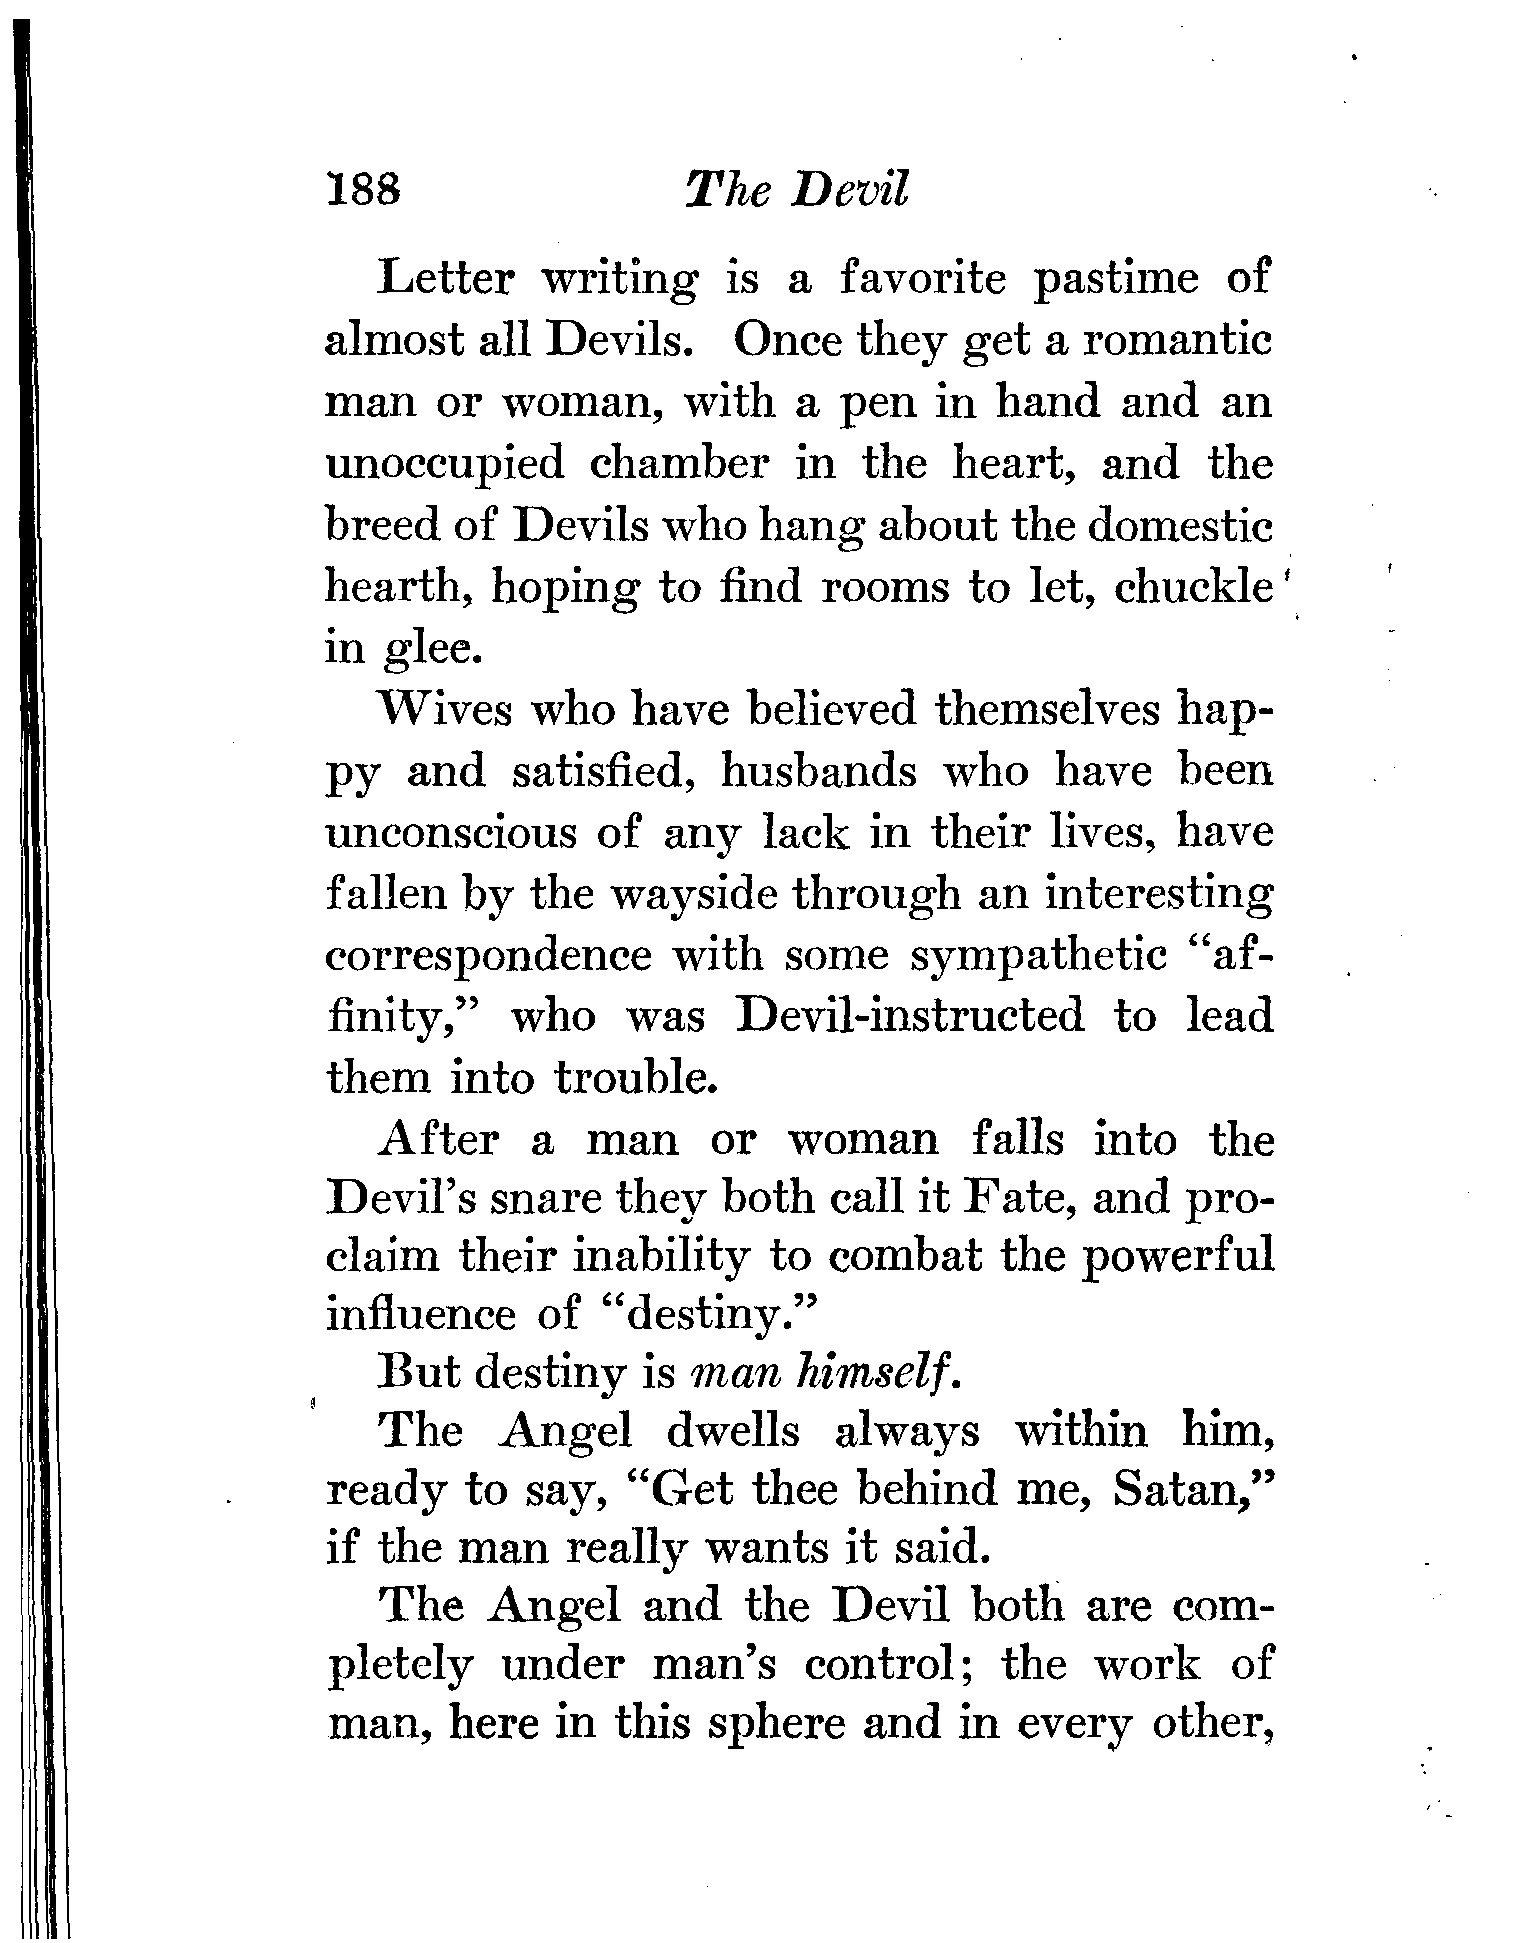 188 The Devil
Letter writing is a favorite pastime of
almost all Devils. Once they get a romantic
man or woman, with a pen in hand and an
unoccupied chamber in the heart, and the
breed of Devils who hang about the domestic
hearth, hoping to find rooms to let, chuckle
in glee.
Wives who have believed themselves hap-
py and satisfied, husbands who have been
unconscious of any lack in their lives, have
fallen by the wayside through an interesting
correspondence with some sympathetic “af-
finity,” who was Devil-instructed to lead
them into trouble.
After a man or woman falls into the
Devil’s snare they both call it Fate, and pro-
claim their inability to combat the powerful
influence of “destiny.”
But destiny is man himself.
The Angel dwells always within him,
ready to say, “Get thee behind me, Satan,”
if the man really wants it said.
The Angel and the Devil both are com-
pletely under man’s control; the work of
man, here in this sphere and in every other,